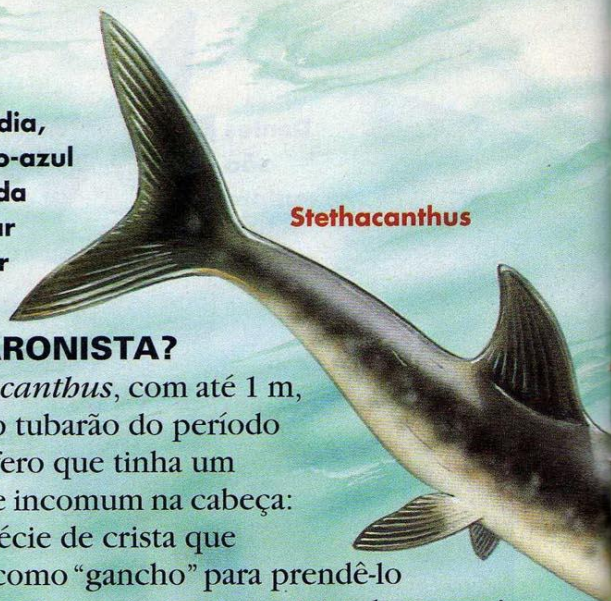 dia,
o-azul
da
ar
r
Stethacanthus
RONISTA?
canthus, com até 1 m,
o tubarão do período
fero que tinha um
e incomum na cabeça:
écie de crista que
como “gancho” para prendê-lo